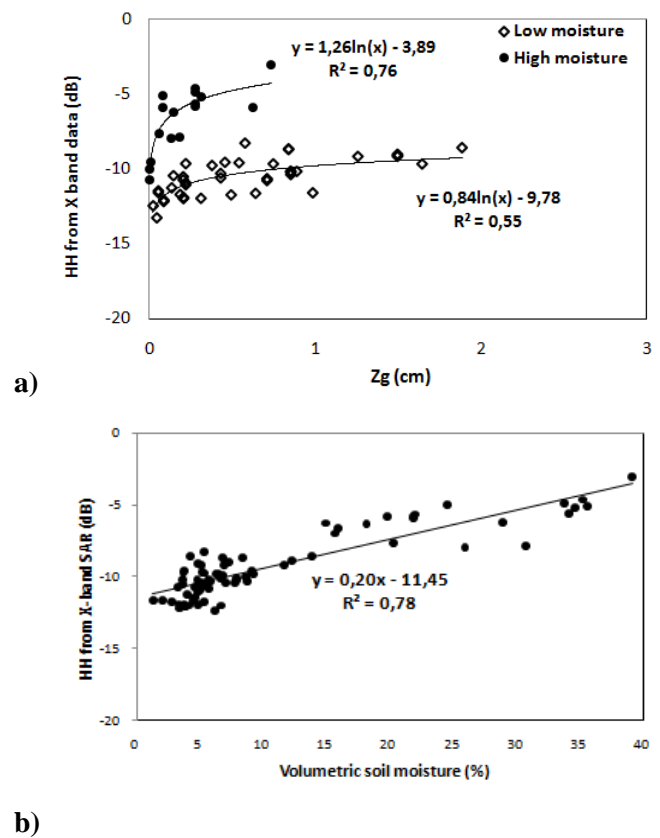 0
-5
-10
-15
-20
HH from X band data (dB)
y = 1,26ln(x) - 3,89
R² = 0,76
Low moisture
High moisture
y = 0,84ln(x) - 9,78
R² = 0,55
0 1 2 3
Zg (cm)
a)
0
-5
-10
-15
-20
HH from X-band SAR (dB)
y = 0,20x - 11,45
R² = 0,78
0 5 10 15 20 25 30 35 40
Volumetric soil moisture (%)
b)